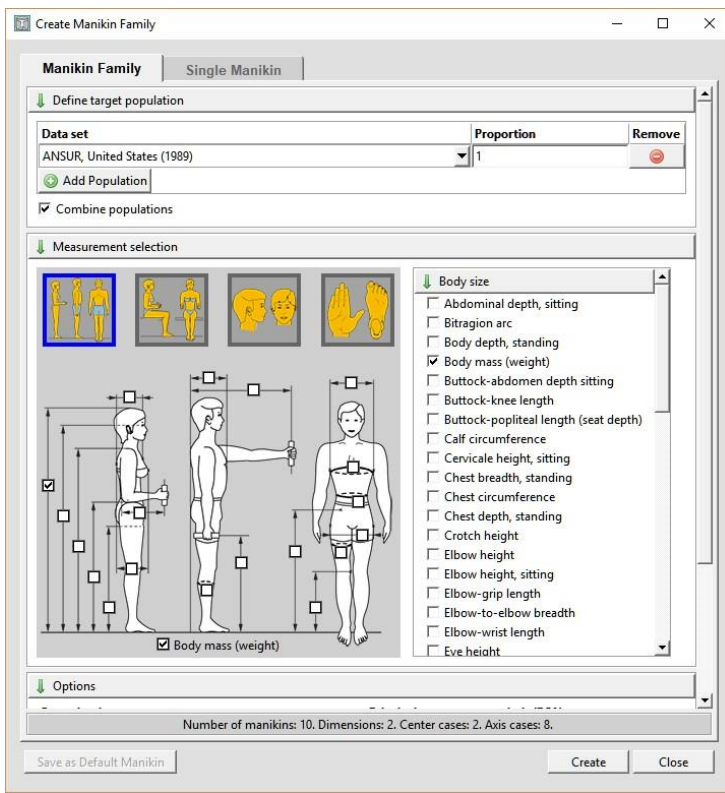 Create Manikin Family
Manikin Family
Single Manikin
Define target population
Data set Proportion Remove
ANSUR, United States (1989) 1
Add Population
Combine populations
Measurement selection
Body size
Abdominal depth, sitting
Bitragion arc
Body depth, standing
Body mass (weight)
Buttock-abdomen depth sitting
Buttock-knee length
Buttock-popliteal length (seat depth)
Calf circumference
Cervicale height, sitting
Chest breadth, standing
Chest circumference
Chest depth, standing
Crotch height
Elbow height
Elbow height, sitting
Elbow-grip length
Elbow-to-elbow breadth
Elbow-wrist length
Eye height
Body mass (weight)
Options
Number of manikins: 10. Dimensions: 2. Center cases: 2. Axis cases: 8.
Save as Default Manikin
Create
Close